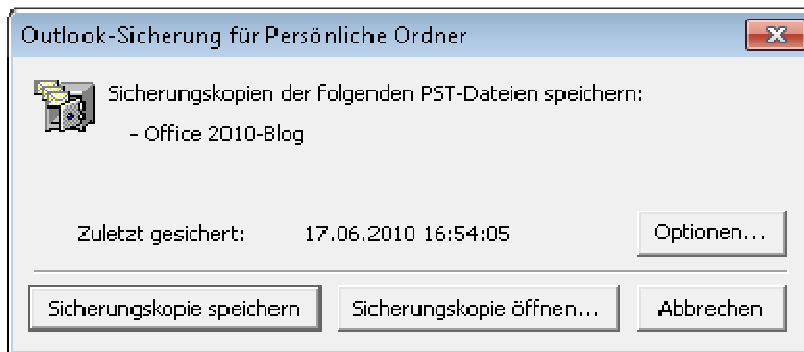 Outlook-Sicherung für Persönliche Ordner
Sicherungskopien der folgenden PST-Dateien speichern:
- Office 2010-Blog
Zuletzt gesichert: 17.06.2010 16:54:05
Optionen...
Sicherungskopie speichern
Sicherungskopie öffnen...
Abbrechen